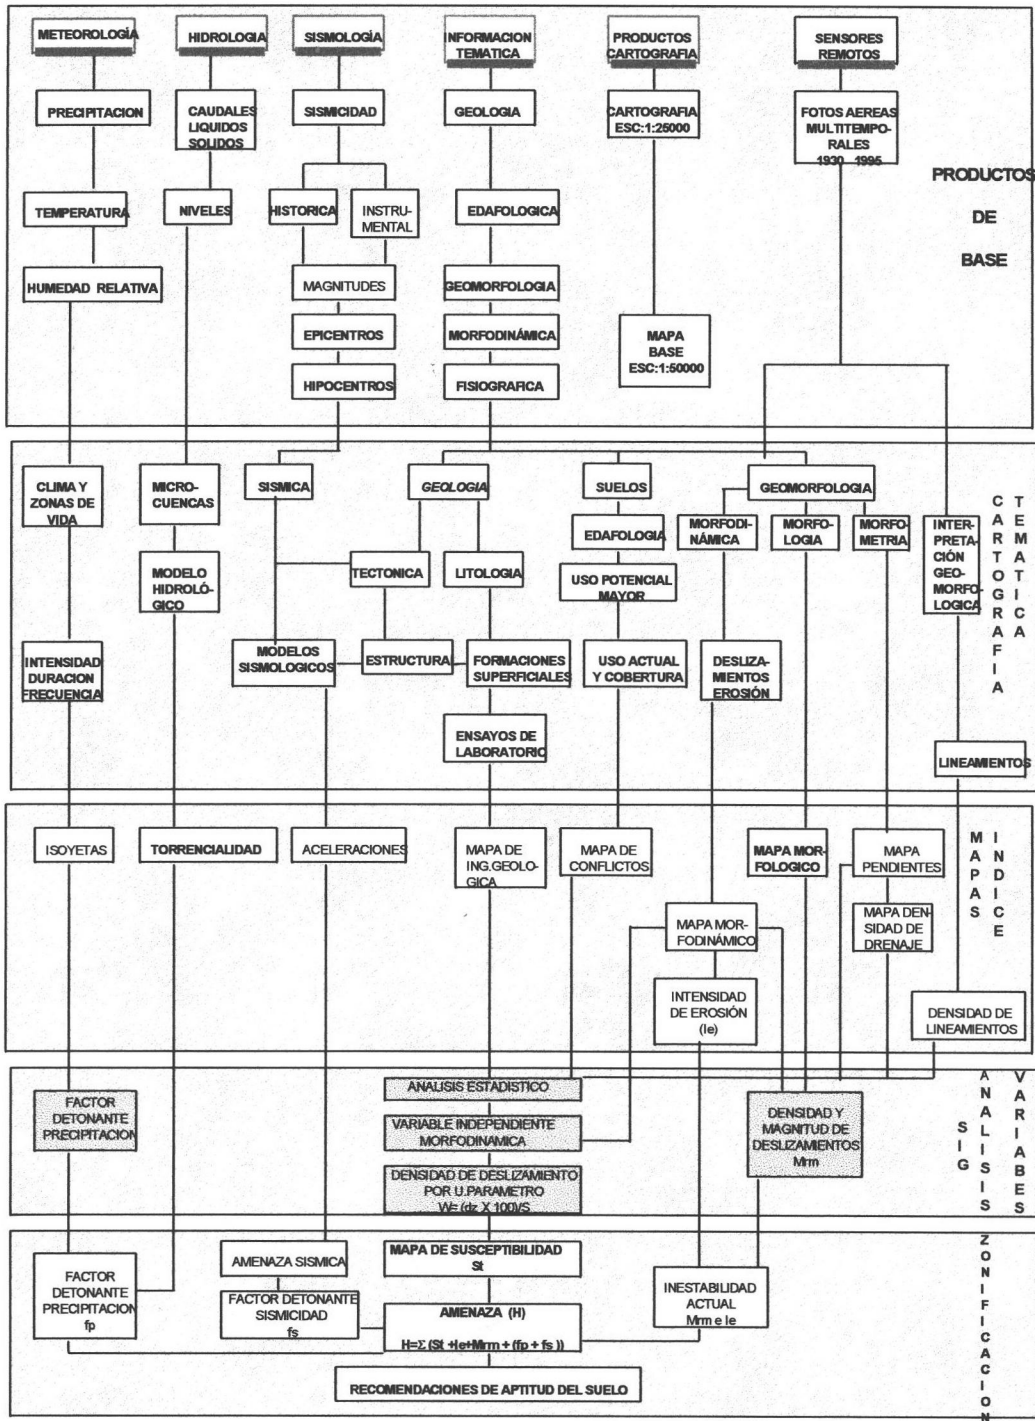 METEOROLOGÍA
HIDROLOGIA
SISMOLOGÌA
INFORMACION
TEMATICA
PRODUCTOS
CARTOGRAFIA
SENSORES
REMOTOS
PRECIPITACION
CAUDALES
LIQUIDOS
SOLIDOS
SISMICIDAD
GEOLOGIA
CARTOGRAFIA
ESC:1:25000
FOTOS AEREAS
MULTITEMPO-
RALES
1930 1995
PRODUCTOS
DE
BASE
TEMPERATURA
NIVELES
HISTORICA
INSTRU-
MENTAL
EDAFOLOGICA
HUMEDAD RELATIVA
MAGNITUDES
GEOMORFOLOGIA
EPICENTROS
MORFODINÁMICA
MAPA
BASE
ESC:1:50000
HIPOCENTROS
FISIOGRAFICA
CLIMA Y
ZONAS DE
VIDA
MICRO-
CUENCAS
SISMICA
GEOLOGIA
SUELOS
GEOMORFOLOGIA
CARTOGRAFIA
TEMATICA
EDAFOLOGIA
MORFODI-
NÁMICA
MORFO-
LOGIA
MORFO-
METRIA
INTER-
PRETA-
CIÓN
GEO-
MORFO-
LOGICA
MODELO
HIDROLÓ-
GICO
TECTONICA
LITOLOGIA
USO POTENCIAL
MAYOR
INTENSIDAD
DURACION
FRECUENCIA
MODELOS
SISMOLOGICOS
ESTRUCTURAL
FORMACIONES
SUPERFICIALES
USO ACTUAL
Y COBERTURA
DESLIZA-
MIENTOS
EROSIÓN
ENSAYOS DE
LABORATORIO
LINEAMIENTOS
ISOYETAS
TORRENCIALIDAD
ACELERACIONES
MAPA DE
ING.GEOLO-
GICA
MAPA DE
CONFLICTOS
MAPA MOR-
FOLOGICO
MAPA
PENDIENTES
MAPAS
INDICE
MAPA MOR-
FODINÁMICO
MAPA DEN-
SIDAD DE
DRENAJE
INTENSIDAD
DE EROSIÓN
(Ie)
DENSIDAD DE
LINEAMIENTOS
FACTOR
DETONANTE
PRECIPITACION
ANALISIS ESTADISTICO
VARIABLE INDEPENDIENTE
MORFODINAMICA
DENSIDAD DE DESLIZAMIENTO
POR U.PARAMETRO
W= (dz X 100)/S
DENSIDAD Y
MAGNITUD DE
DESLIZAMIENTOS
Mrm
SIG
ANALISIS
VARIABES
FACTOR
DETONANTE
PRECIPITACION
fp
AMENAZA SISMICA
FACTOR DETONANTE
SISMICIDAD
fs
MAPA DE SUSCEPTIBILIDAD
St
AMENAZA (H)
H=Σ (St +Ie+Mrm + (fp + fs ))
INESTABILIDAD
ACTUAL
Mrm e Ie
ZONIFICACION
RECOMENDACIONES DE APTITUD DEL SUELO